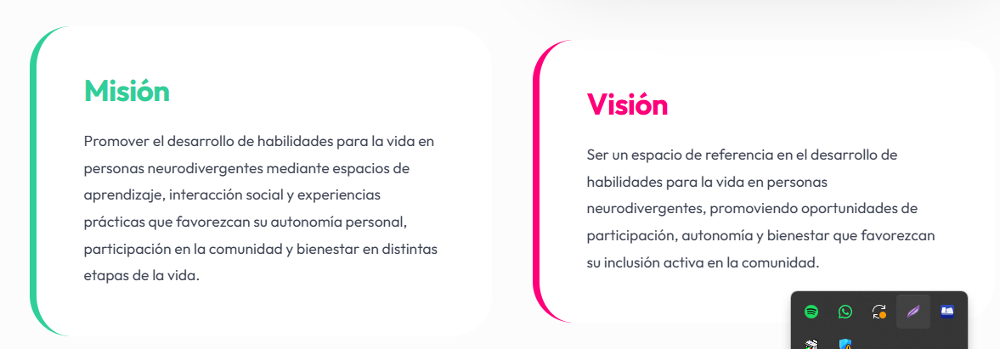 Misión
Promover el desarrollo de habilidades para la vida en
personas neurodivergentes mediante espacios de
aprendizaje, interacción social y experiencias
prácticas que favorezcan su autonomía personal,
participación en la comunidad y bienestar en distintas
etapas de la vida.
Visión
Ser un espacio de referencia en el desarrollo de
habilidades para la vida en personas
neurodivergentes, promoviendo oportunidades de
participación, autonomía y bienestar que favorezcan
su inclusión activa en la comunidad.